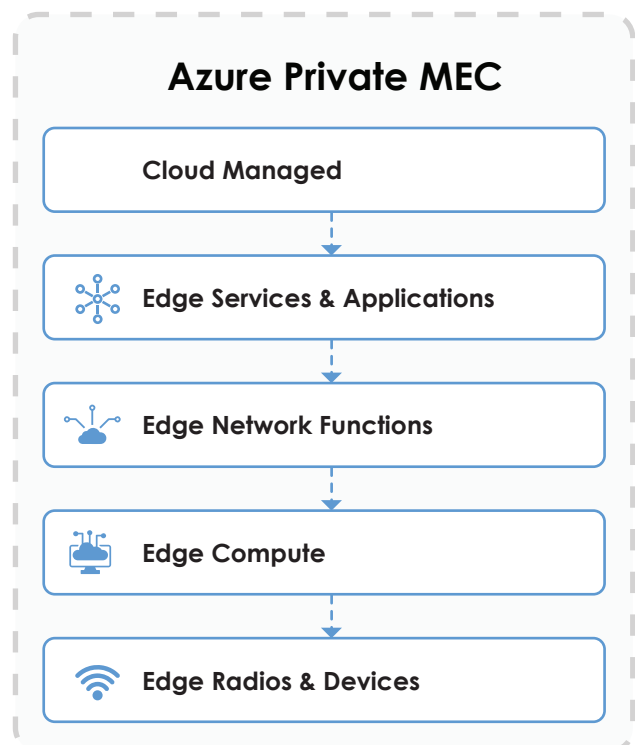 Azure Private MEC
Cloud Managed
Edge Services & Applications
Edge Network Functions
Edge Compute
Edge Radios & Devices